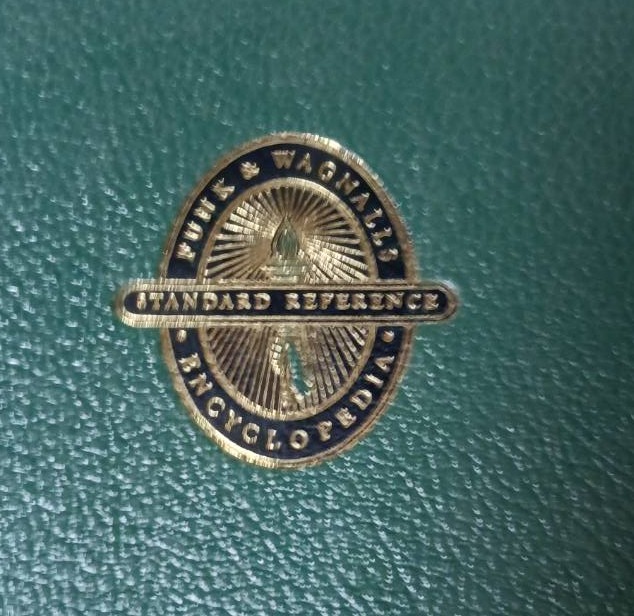 FUNK & WAGNALLS
STANDARD REFERENCE
ENCYCLOPEDIA